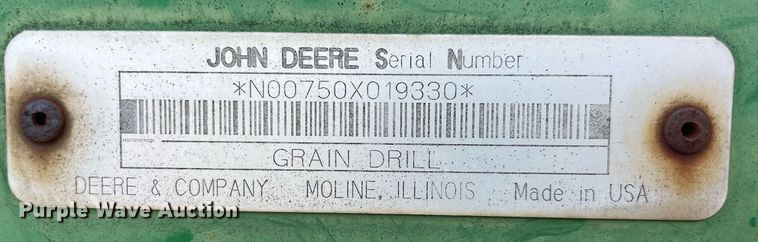 JOHN DEERE Serial Number
*N00750X019330*
GRAIN DRILL
DEERE & COMPANY MOLINE, ILLINOIS Made in USA
Purple Wave Auction